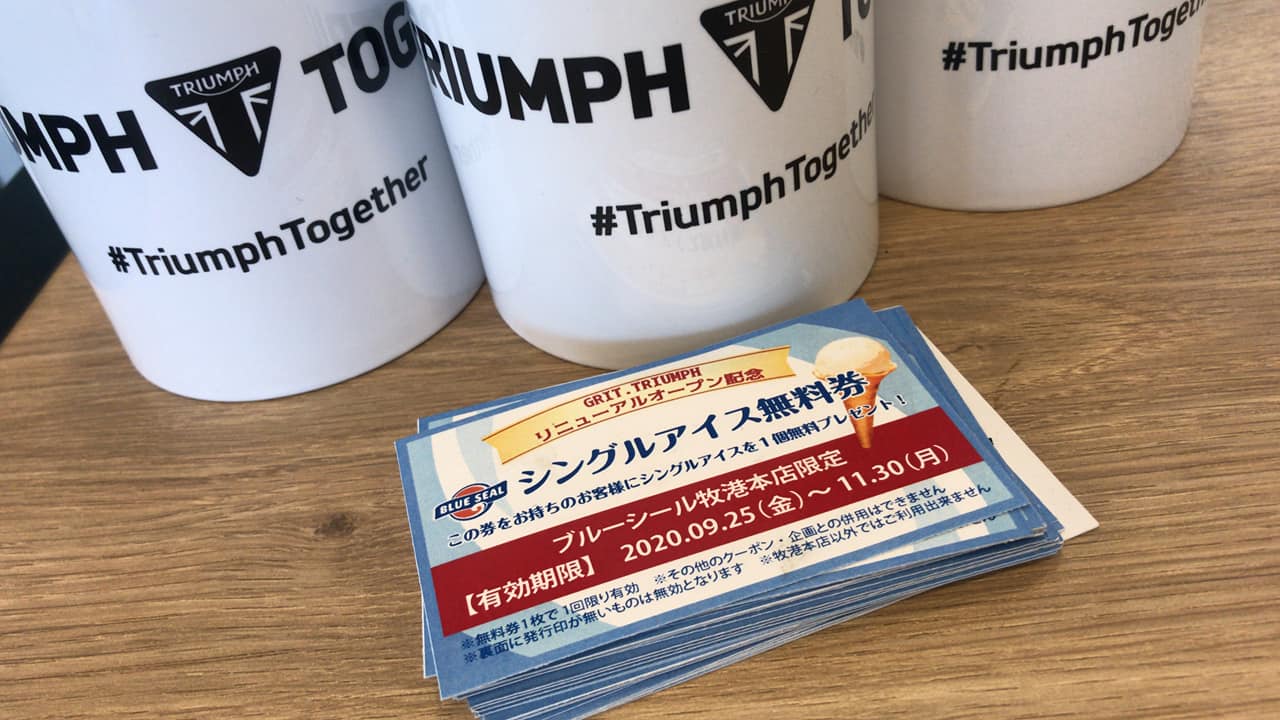 UMPH TRIUMPH TOG
#TriumphTogether
TRIUMPH TRIUMPH
#TriumphTogether
#TriumphTogethe
GRIT.TRIUMPH
リニューアルオープン記念
シングルアイス無料券
BLUE SEAL
この券をお持ちのお客様にシングルアイスを1個無料プレゼント!
ブルーシール牧港本店限定
【有効期限】 2020.09.25(金)~ 11.30(月)
※無料券1枚で1回限り有効 ※その他のクーポン・企画との併用はできません
※裏面に発行印が無いものは無効となります ※牧港本店以外ではご利用出来ません